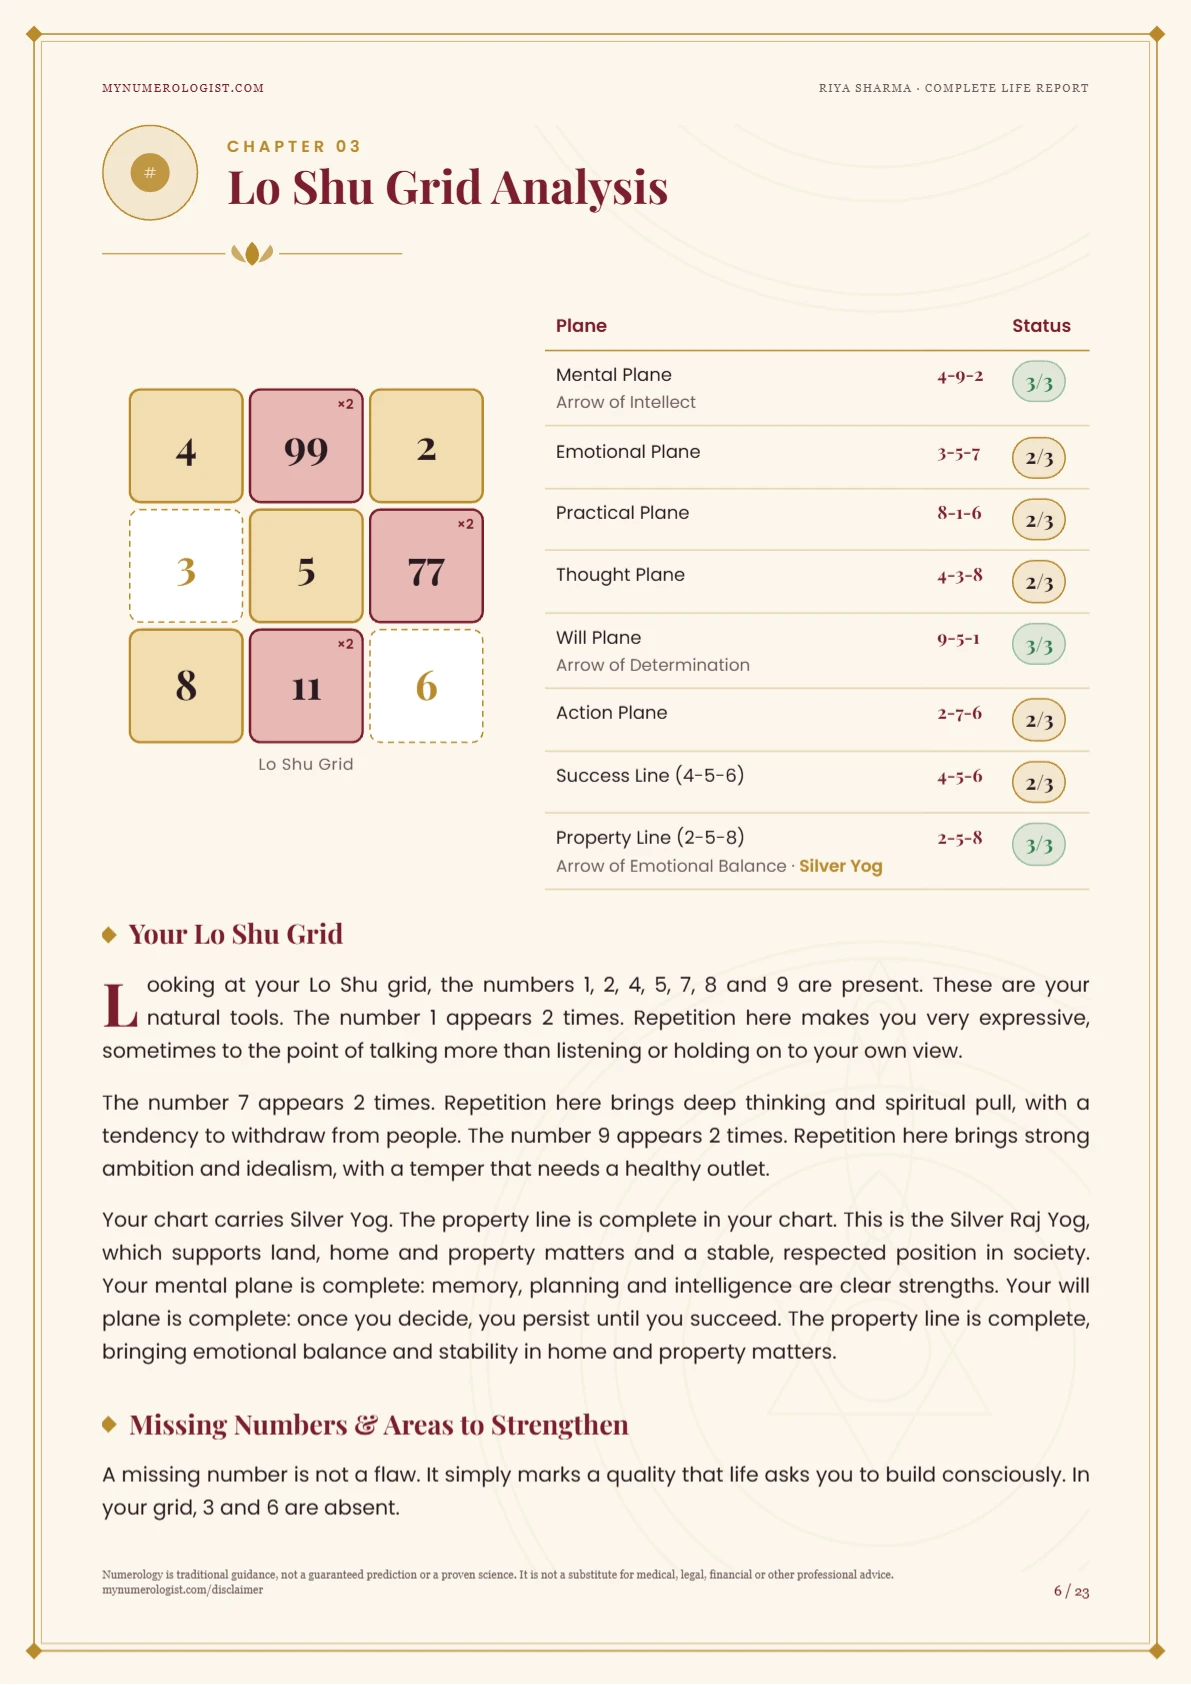 MYNUMEROLOGIST.COM
RIYA SHARMA · COMPLETE LIFE REPORT
#
CHAPTER 03
Lo Shu Grid Analysis
4
×2
99
2
3
5
×2
77
8
×2
11
6
Lo Shu Grid
Plane Status
Mental Plane 4-9-2 3/3
Arrow of Intellect
Emotional Plane 3-5-7 2/3
Practical Plane 8-1-6 2/3
Thought Plane 4-3-8 2/3
Will Plane 9-5-1 3/3
Arrow of Determination
Action Plane 2-7-6 2/3
Success Line (4-5-6) 4-5-6 2/3
Property Line (2-5-8) 2-5-8 3/3
Arrow of Emotional Balance · Silver Yog
Your Lo Shu Grid
Looking at your Lo Shu grid, the numbers 1, 2, 4, 5, 7, 8 and 9 are present. These are your
natural tools. The number 1 appears 2 times. Repetition here makes you very expressive,
sometimes to the point of talking more than listening or holding on to your own view.
The number 7 appears 2 times. Repetition here brings deep thinking and spiritual pull, with a
tendency to withdraw from people. The number 9 appears 2 times. Repetition here brings strong
ambition and idealism, with a temper that needs a healthy outlet.
Your chart carries Silver Yog. The property line is complete in your chart. This is the Silver Raj Yog,
which supports land, home and property matters and a stable, respected position in society.
Your mental plane is complete: memory, planning and intelligence are clear strengths. Your will
plane is complete: once you decide, you persist until you succeed. The property line is complete,
bringing emotional balance and stability in home and property matters.
Missing Numbers & Areas to Strengthen
A missing number is not a flaw. It simply marks a quality that life asks you to build consciously. In
your grid, 3 and 6 are absent.
Numerology is traditional guidance, not a guaranteed prediction or a proven science. It is not a substitute for medical, legal, financial or other professional advice.
mynumerologist.com/disclaimer
6 / 23